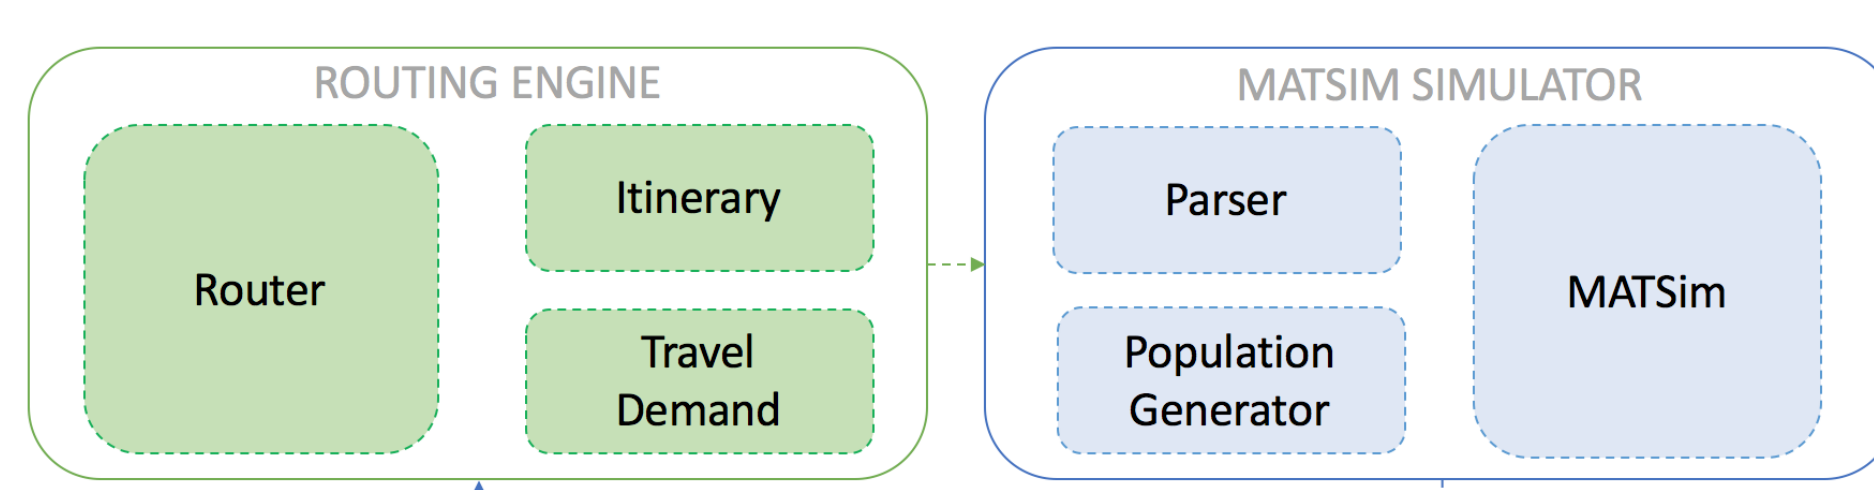 ROUTING ENGINE
Router
Itinerary
Travel
Demand
MATSIM SIMULATOR
Parser
Population
Generator
MATSim